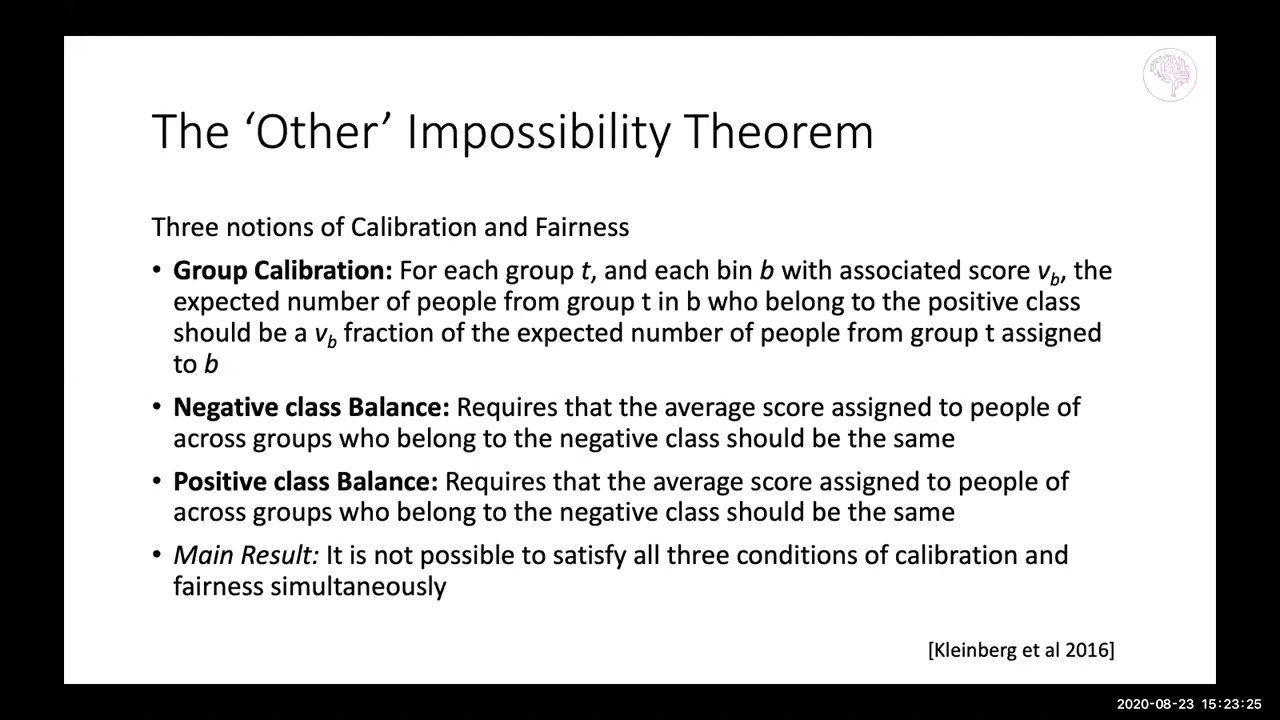 The ‘Other’ Impossibility Theorem
Three notions of Calibration and Fairness
• Group Calibration: For each group t, and each bin b with associated score vb, the
expected number of people from group t in b who belong to the positive class
should be a vb fraction of the expected number of people from group t assigned
to b
• Negative class Balance: Requires that the average score assigned to people of
across groups who belong to the negative class should be the same
• Positive class Balance: Requires that the average score assigned to people of
across groups who belong to the negative class should be the same
• Main Result: It is not possible to satisfy all three conditions of calibration and
fairness simultaneously
[Kleinberg et al 2016]
2020-08-23 15:23:25